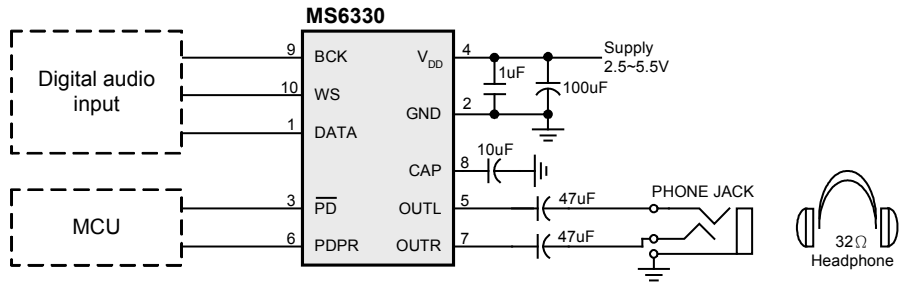 MS6330
Digital audio
input
MCU
9
10
1
3
6
BCK
WS
DATA
PD
PDPR
V_DD
GND
CAP
OUTL
OUTR
4
2
8
5
7
1uF
100uF
Supply
2.5~5.5V
10uF
47uF
47uF
PHONE JACK
32Ω
Headphone